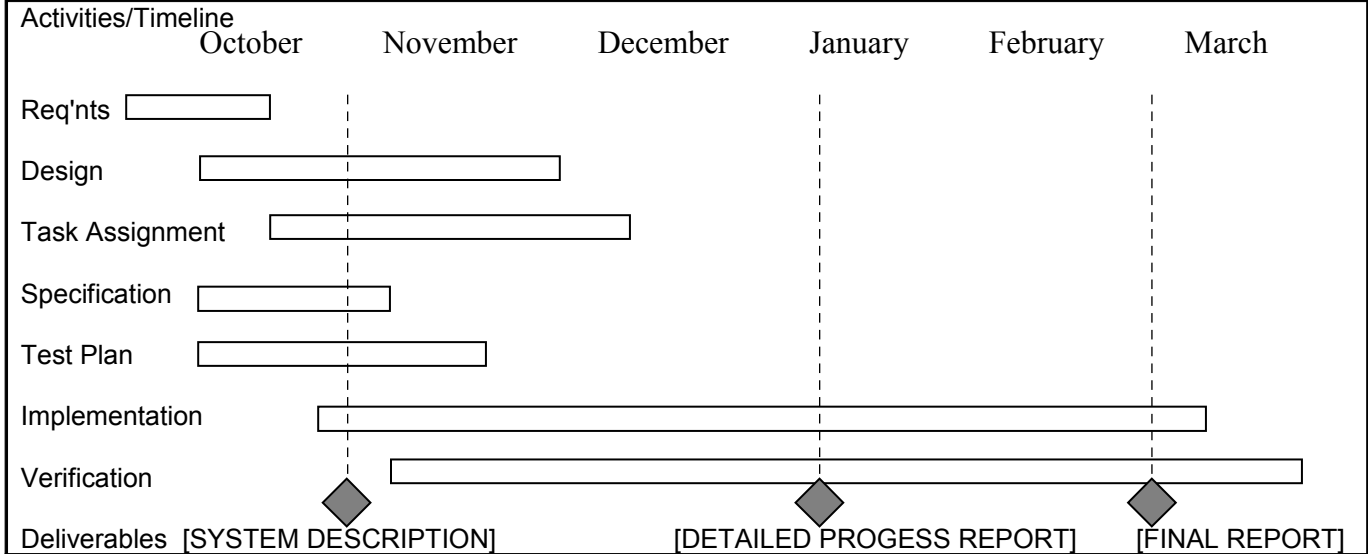 Activities/Timeline
October November December January February March
Req'nts
Design
Task Assignment
Specification
Test Plan
Implementation
Verification
Deliverables [SYSTEM DESCRIPTION] [DETAILED PROGESS REPORT] [FINAL REPORT]